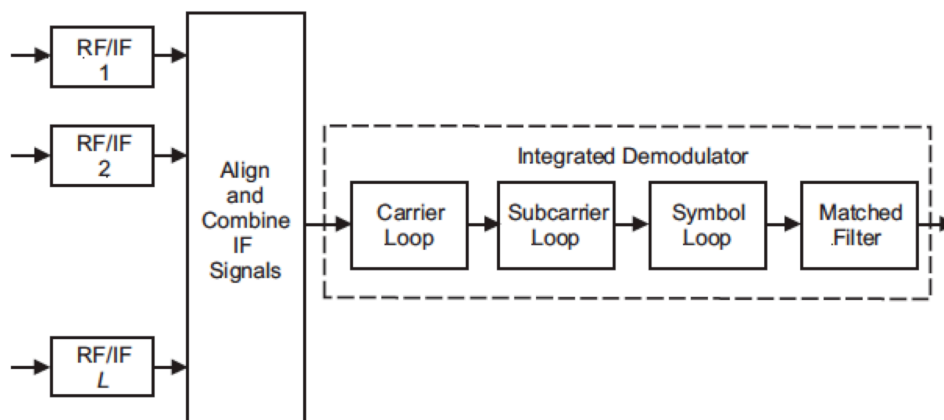 RF/IF
1
RF/IF
2
RF/IF
L
Align
and
Combine
IF
Signals
Integrated Demodulator
Carrier
Loop
Subcarrier
Loop
Symbol
Loop
Matched
Filter